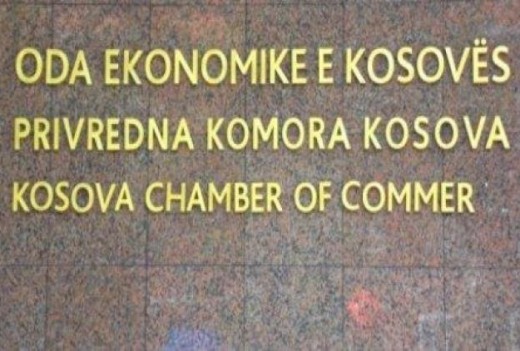 ODA EKONOMIKE E KOSOVËS
PRIVREDNA KOMORA KOSOVA
KOSOVA CHAMBER OF COMMER